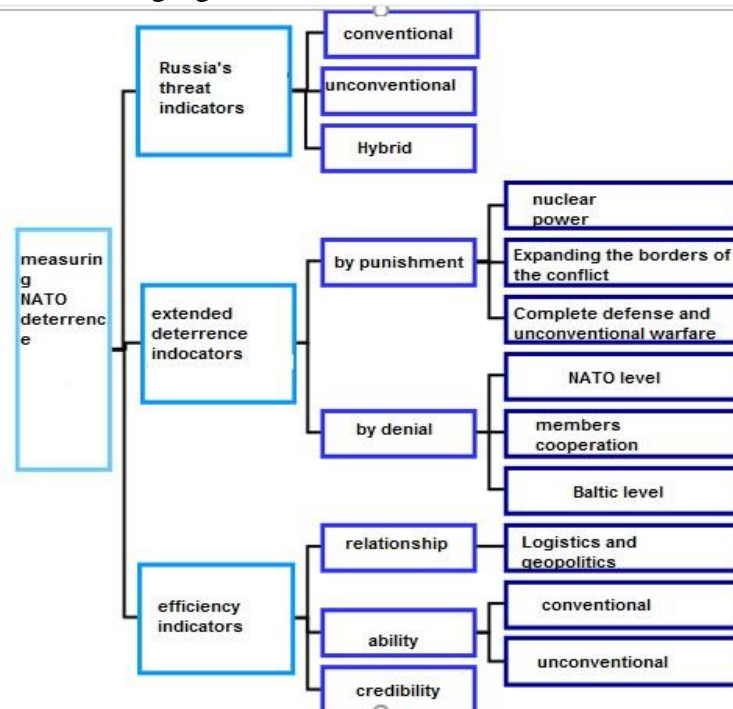 conventional
Russia's
threat
indicators
unconventional
Hybrid
nuclear
power
measurin
g
NATO
deterrenc
e
by punishment
Expanding the borders of
the conflict
extended
deterrence
indocators
Complete defense and
unconventional warfare
NATO level
by denial
members
cooperation
Baltic level
relationship
Logistics and
geopolitics
efficiency
indicators
conventional
ability
unconventional
credibility